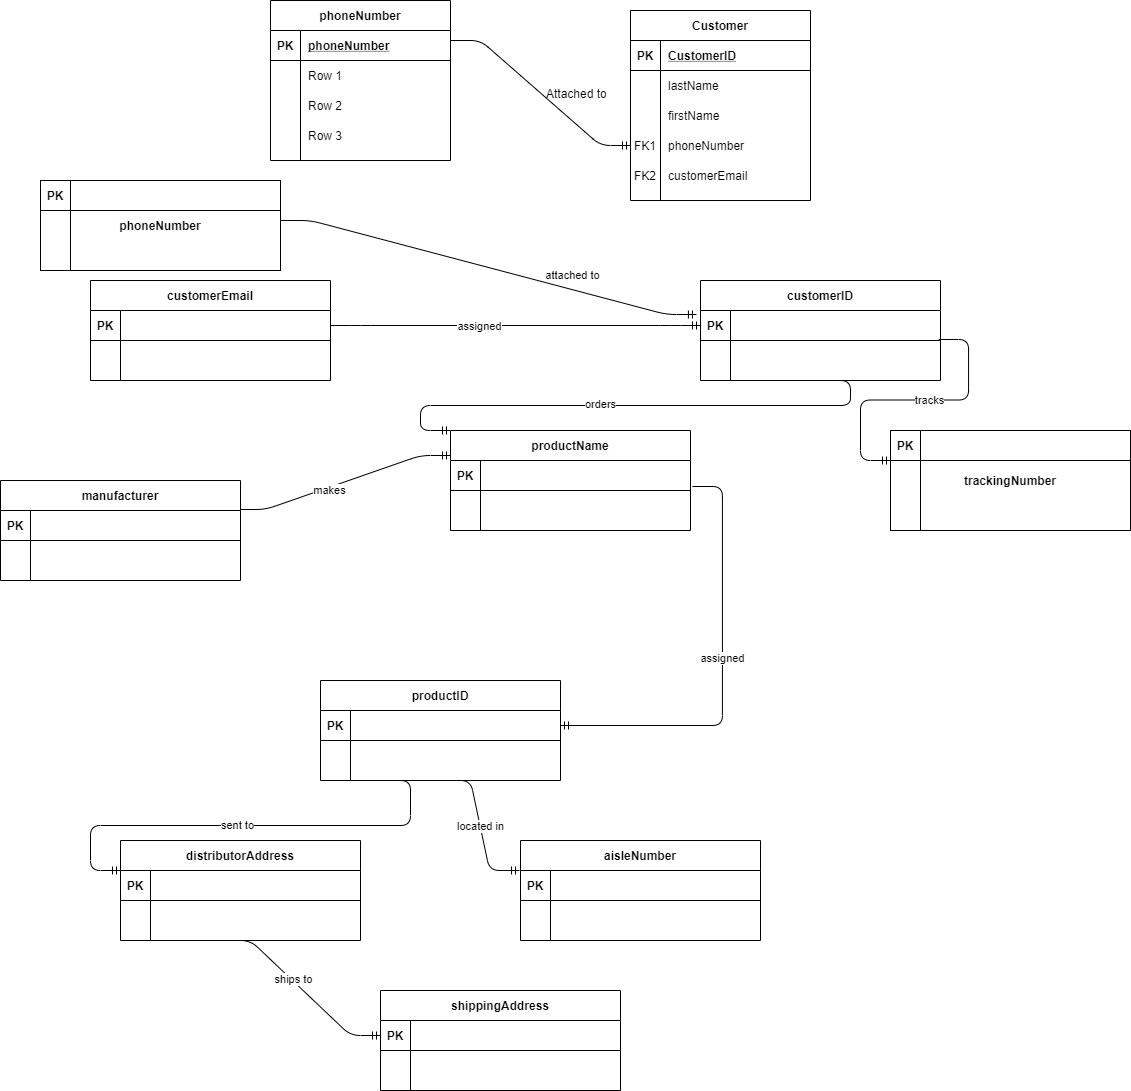 phoneNumber
PK phoneNumber
Row 1
Row 2
Row 3
Attached to
Customer
PK CustomerID
lastName
firstName
FK1 phoneNumber
FK2 customerEmail
PK
phoneNumber
attached to
customerEmail
PK
assigned
customerID
PK
orders
tracks
productName
PK
PK
trackingNumber
makes
manufacturer
PK
assigned
productID
PK
sent to
located in
distributorAddress
PK
aisleNumber
PK
ships to
shippingAddress
PK